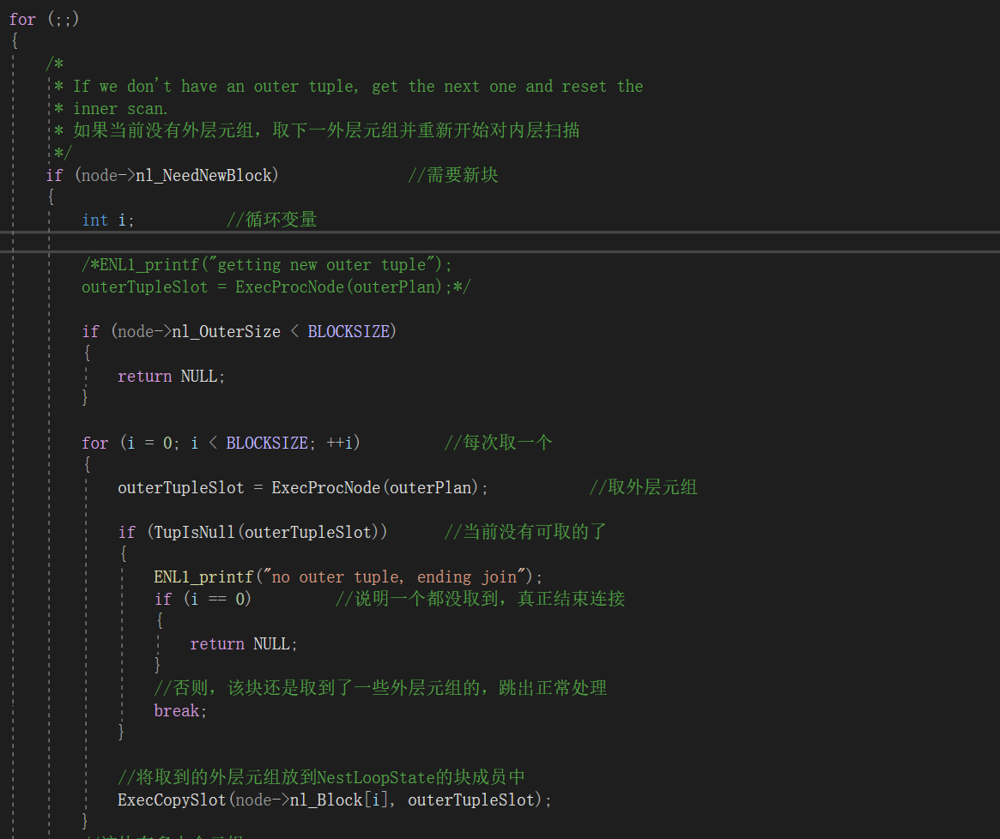 for (;;)
{
/*
* If we don't have an outer tuple, get the next one and reset the
* inner scan.
* 如果当前没有外层元组，取下一外层元组并重新开始对内层扫描
*/
if (node->nl_NeedNewBlock) //需要新块
{
int i; //循环变量
/*ENL1_printf("getting new outer tuple");
outerTupleSlot = ExecProcNode(outerPlan);*/
if (node->nl_OuterSize < BLOCKSIZE)
{
return NULL;
}
for (i = 0; i < BLOCKSIZE; ++i) //每次取一个
{
outerTupleSlot = ExecProcNode(outerPlan); //取外层元组
if (TupIsNull(outerTupleSlot)) //当前没有可取的了
{
ENL1_printf("no outer tuple, ending join");
if (i == 0) //说明一个都没取到，真正结束连接
{
return NULL;
}
//否则，该块还是取到了一些外层元组的，跳出正常处理
break;
}
//将取到的外层元组放到NestLoopState的块成员中
ExecCopySlot(node->nl_Block[i], outerTupleSlot);
}